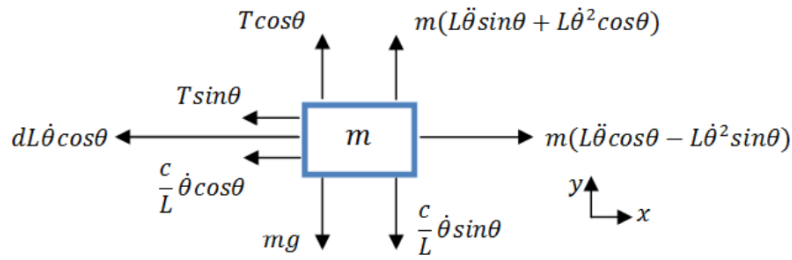 Tcosθ
m(Lθ̈sinθ + Lθ̇²cosθ)
Tsinθ
dLθ̇cosθ
m
m(Lθ̈cosθ − Lθ̇²sinθ)
c/L θ̇cosθ
mg
c/L θ̇sinθ
y
x